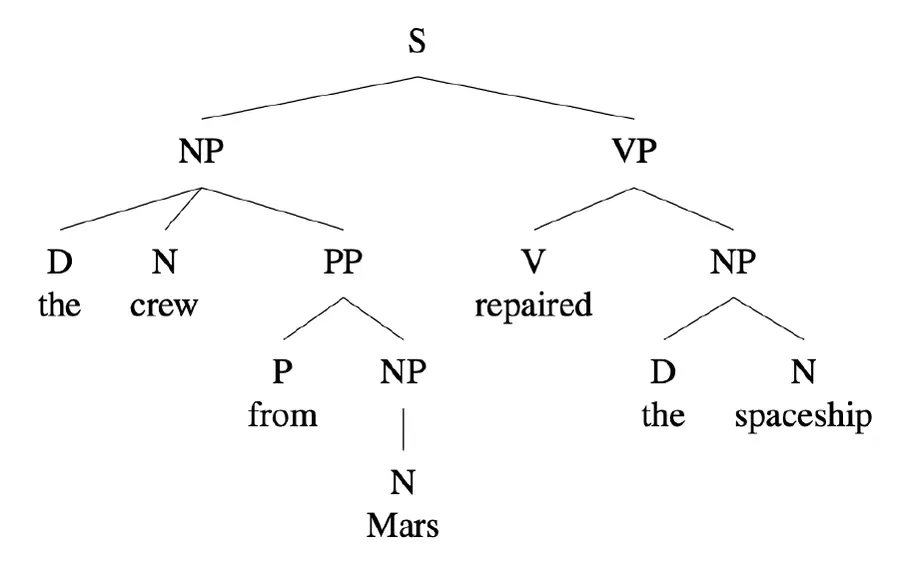 S
NP VP
D N PP V NP
the crew repaired
P NP D N
from the spaceship
N
Mars